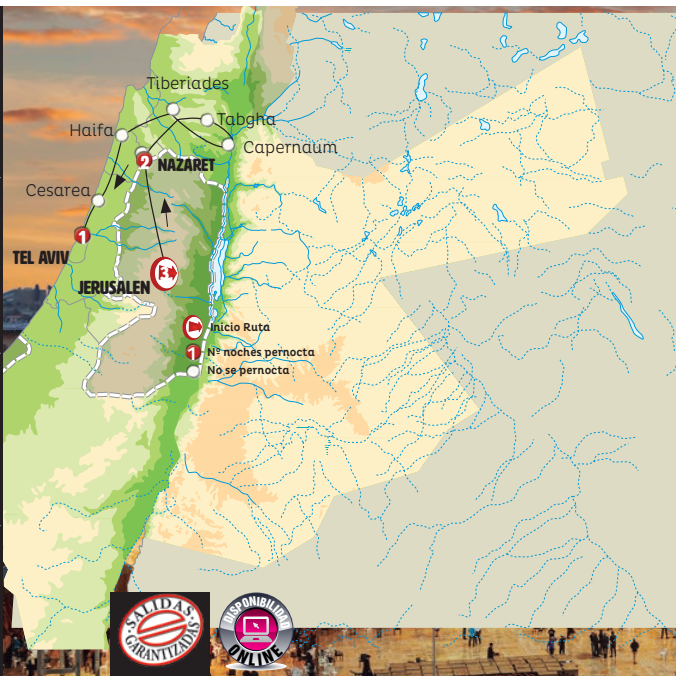 Tiberiades
Tabgha
Haifa
Capernaum
2 NAZARET
Cesarea
1
TEL AVIV
3
JERUSALEN
Inicio Ruta
1 Nº noches pernocta
No se pernocta
SALIDAS
GARANTIZADAS
DISPONIBILIDAD
ONLINE